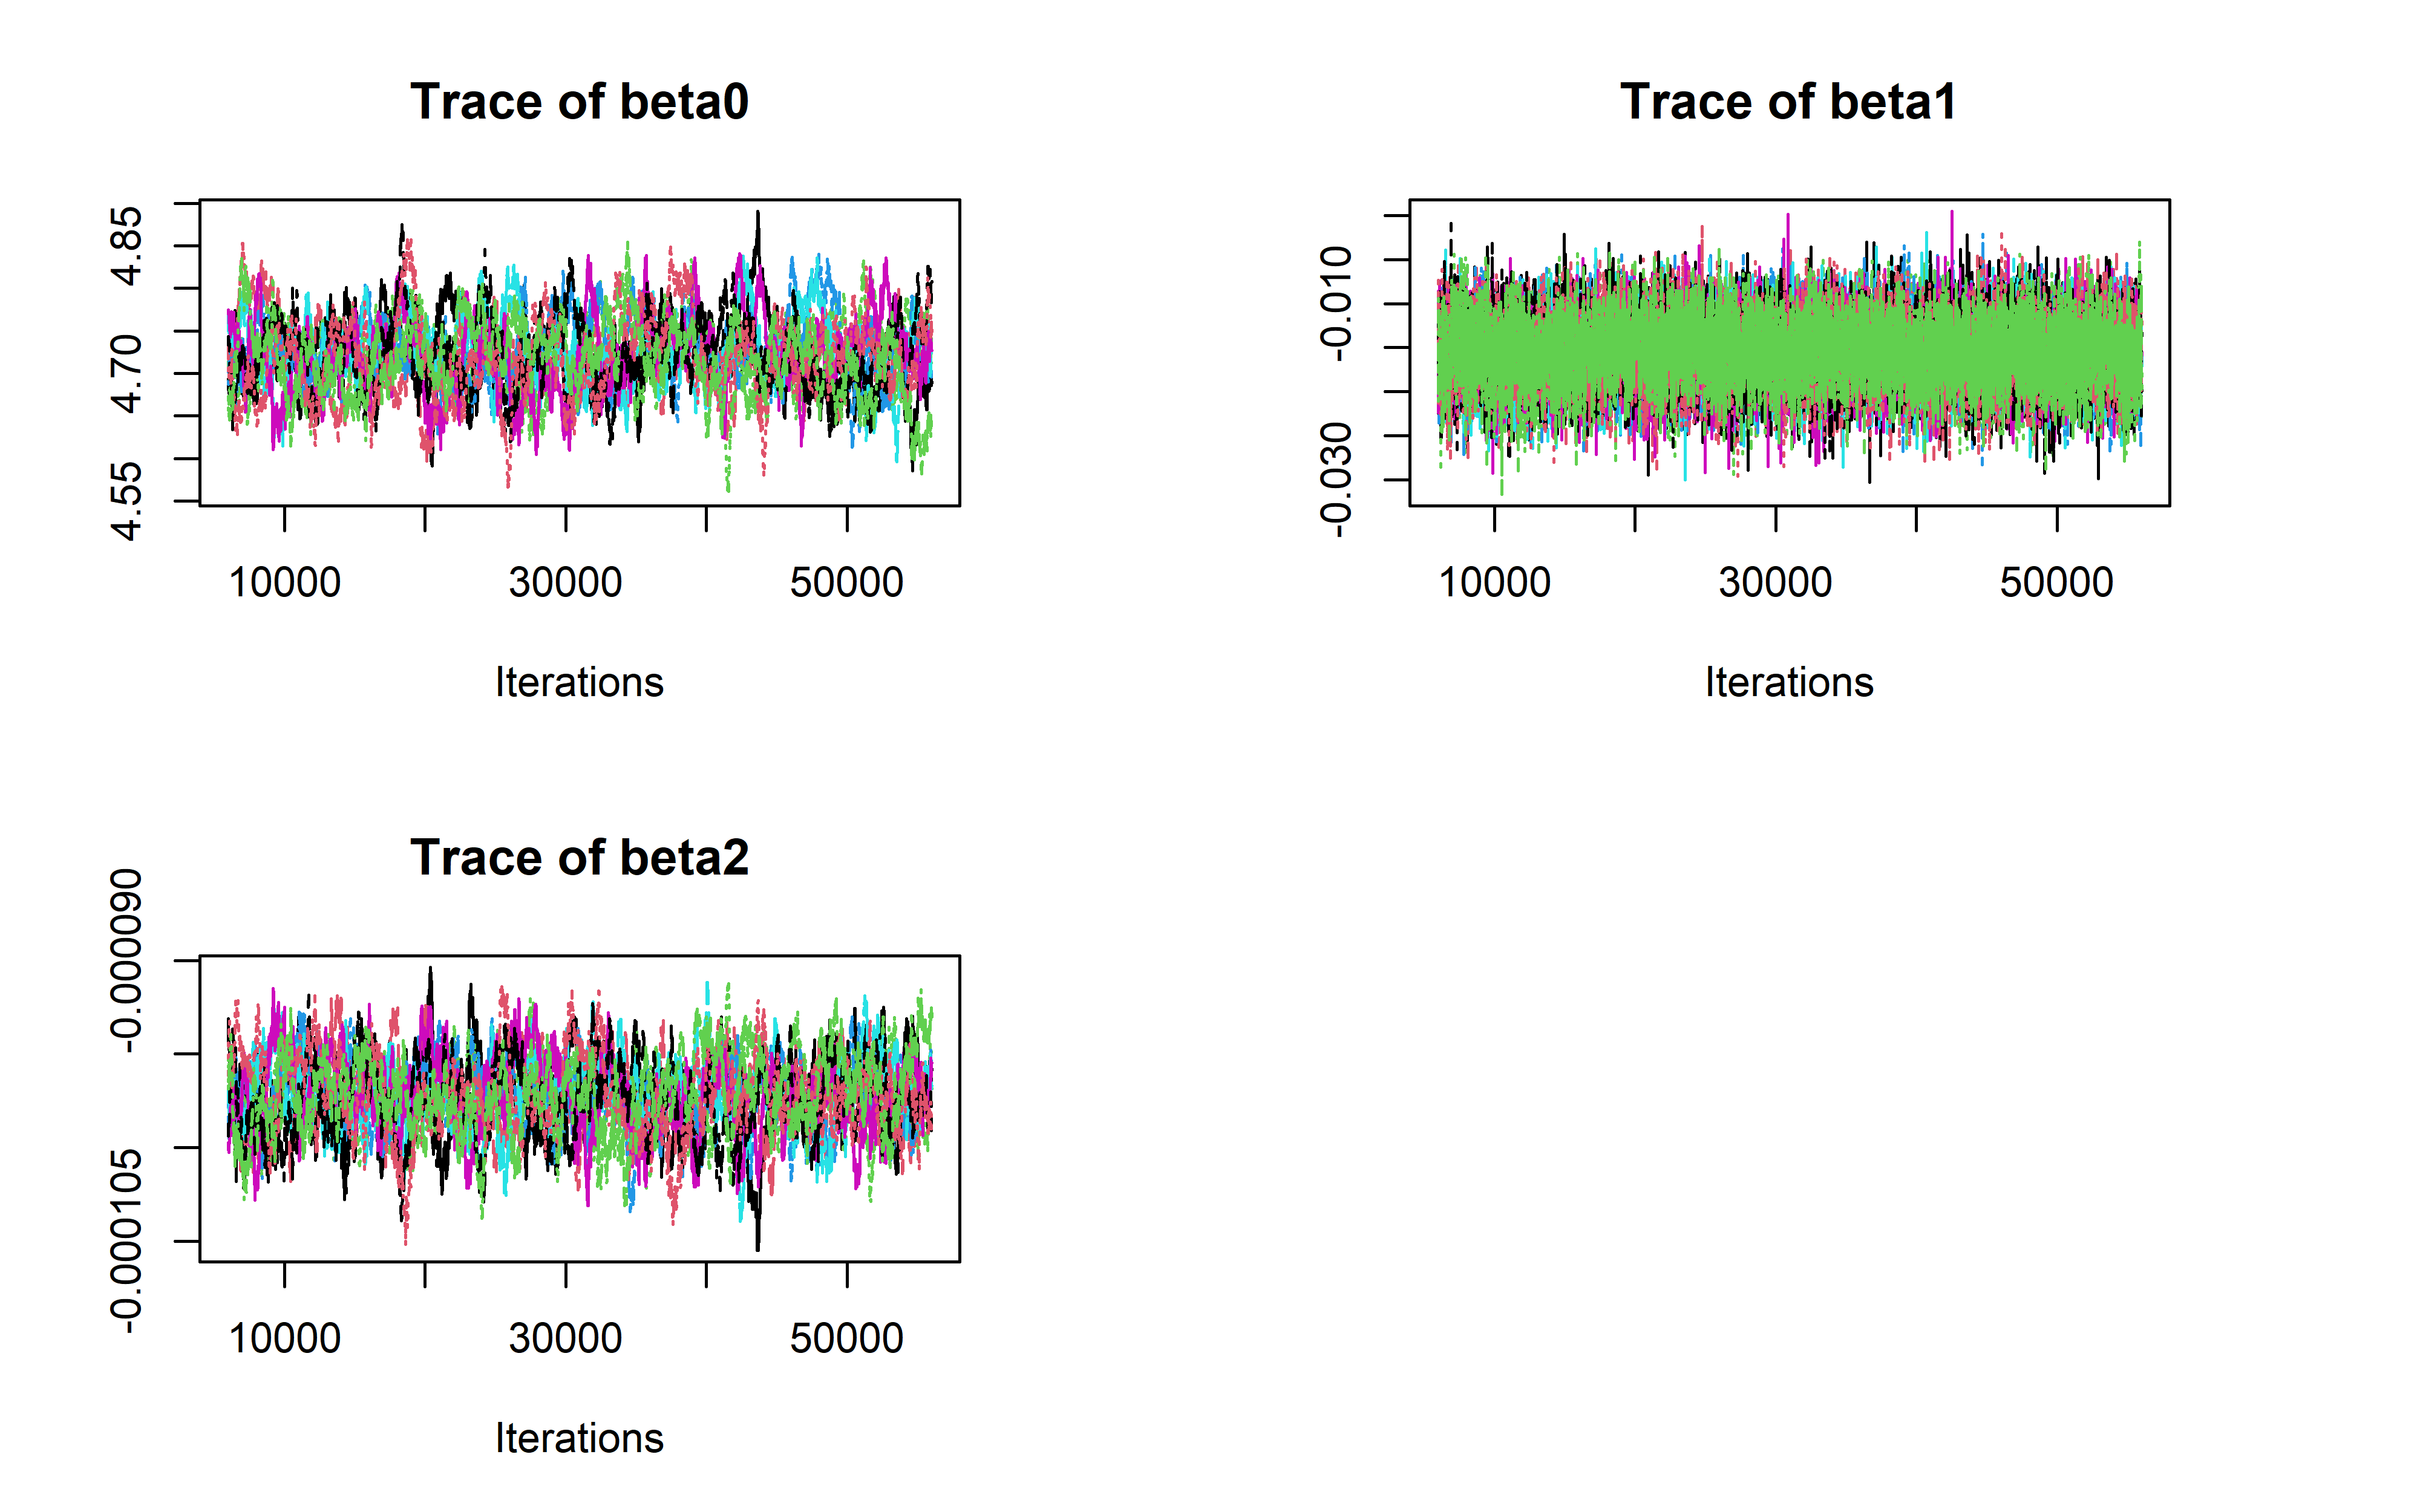 Trace of beta0
4.85
4.70
4.55
10000 30000 50000
Iterations
Trace of beta1
-0.010
-0.030
10000 30000 50000
Iterations
Trace of beta2
-0.000090
-0.000105
10000 30000 50000
Iterations